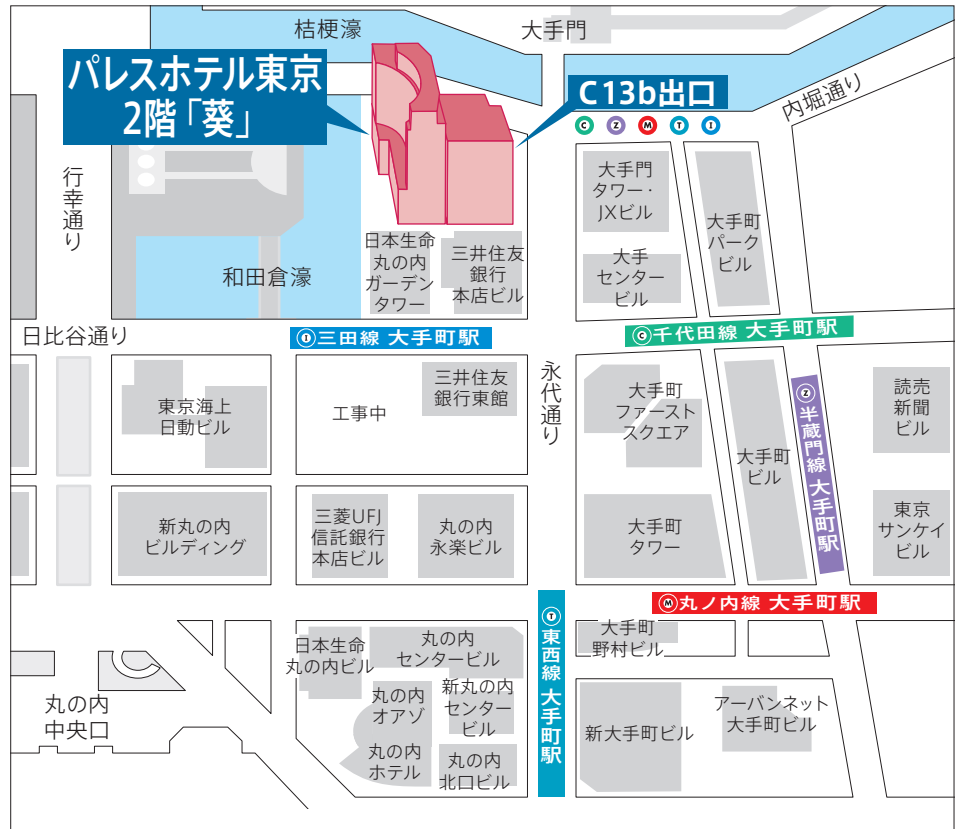 桔梗濠
大手門
パレスホテル東京
2階「葵」
C13b出口
内堀通り
C Z M T I
行幸通り
大手門
タワー・
JXビル
大手町
パーク
ビル
日本生命
丸の内
ガーデン
タワー
三井住友
銀行
本店ビル
大手
センター
ビル
和田倉濠
日比谷通り
I三田線 大手町駅
C千代田線 大手町駅
東京海上
日動ビル
工事中
三井住友
銀行東館
永代通り
大手町
ファースト
スクエア
大手町
ビル
Z半蔵門線 大手町駅
読売
新聞
ビル
新丸の内
ビルディング
三菱UFJ
信託銀行
本店ビル
丸の内
永楽ビル
大手町
タワー
東京
サンケイ
ビル
M丸ノ内線 大手町駅
T東西線 大手町駅
日本生命
丸の内ビル
丸の内
センタービル
大手町
野村ビル
丸の内
中央口
丸の内
オアゾ
新丸の内
センター
ビル
新大手町ビル
アーバンネット
大手町ビル
丸の内
ホテル
丸の内
北口ビル